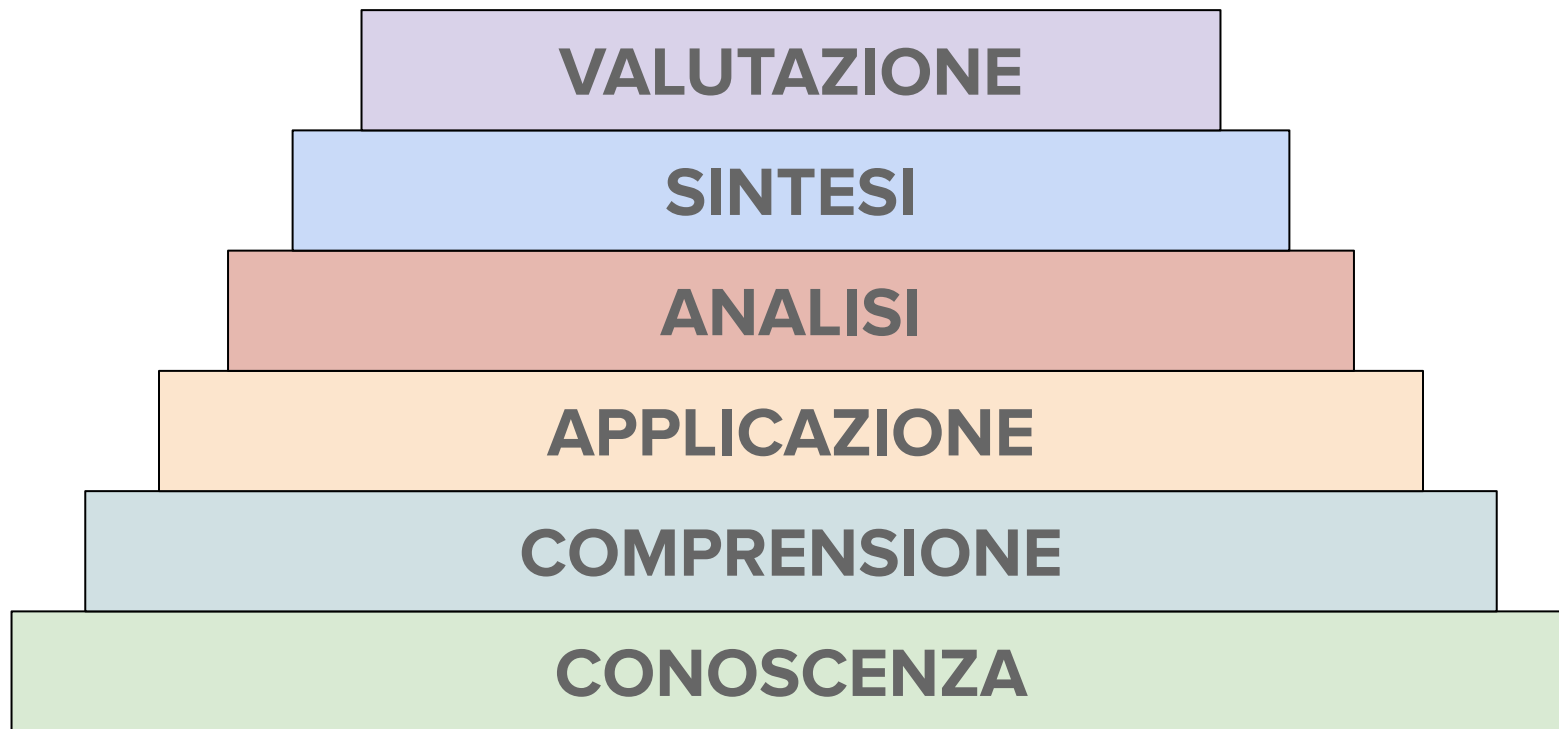 VALUTAZIONE
SINTESI
ANALISI
APPLICAZIONE
COMPRENSIONE
CONOSCENZA